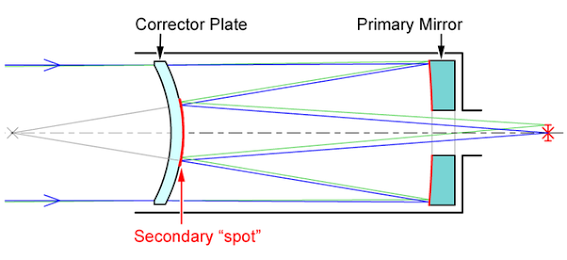 Corrector Plate
Primary Mirror
Secondary “spot”